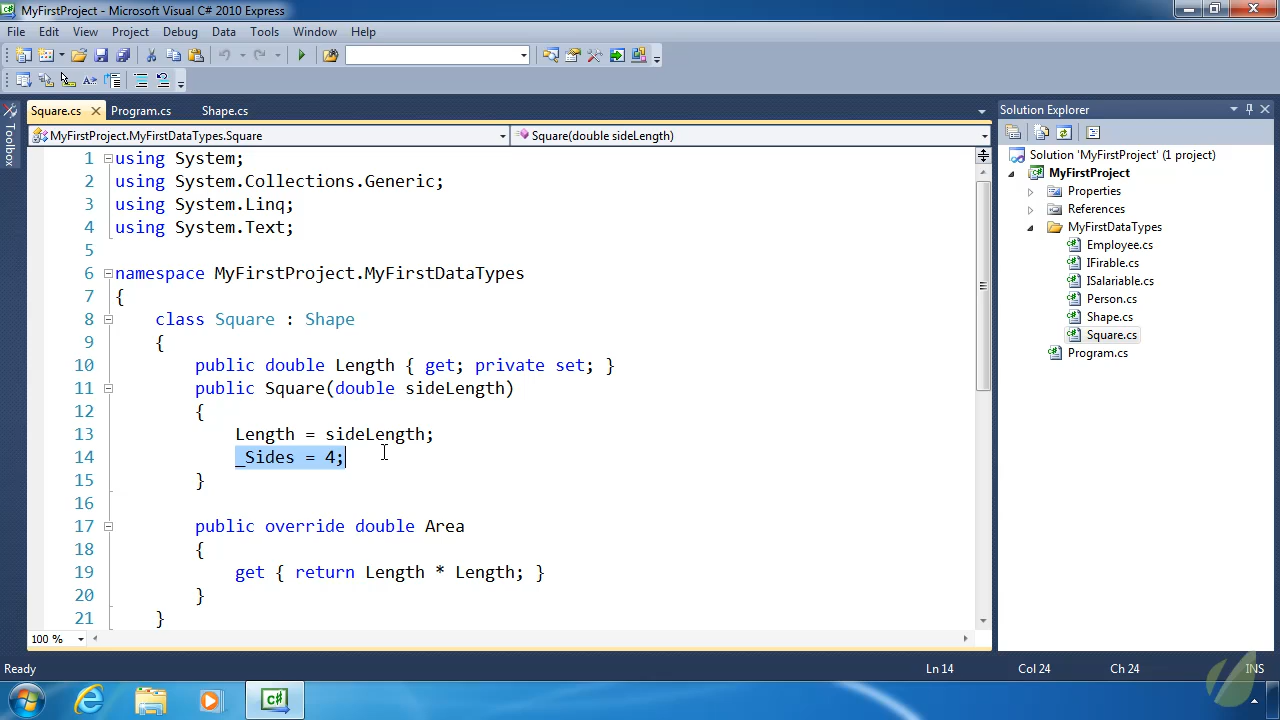 MyFirstProject - Microsoft Visual C# 2010 Express
File Edit View Project Debug Data Tools Window Help
Toolbox
Square.cs Program.cs Shape.cs
MyFirstProject.MyFirstDataTypes.Square
Square(double sideLength)
1 using System;
2 using System.Collections.Generic;
3 using System.Linq;
4 using System.Text;
5
6 namespace MyFirstProject.MyFirstDataTypes
7 {
8 class Square : Shape
9 {
10 public double Length { get; private set; }
11 public Square(double sideLength)
12 {
13 Length = sideLength;
14 _Sides = 4;
15 }
16
17 public override double Area
18 {
19 get { return Length * Length; }
20 }
21 }
100 %
Solution Explorer
Solution 'MyFirstProject' (1 project)
MyFirstProject
Properties
References
MyFirstDataTypes
Employee.cs
IFirable.cs
ISalariable.cs
Person.cs
Shape.cs
Square.cs
Program.cs
Ready Ln 14 Col 24 Ch 24 INS
C#